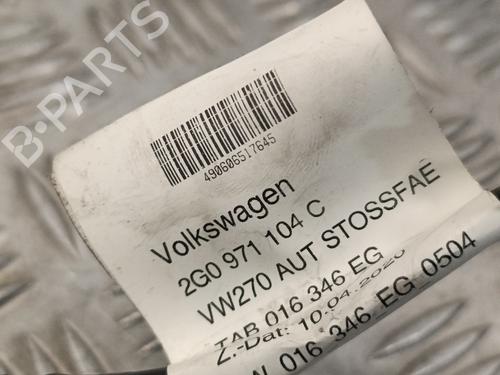 B-PARTS
490606517645
Volkswagen
2G0 971 104 C
VW270 AUT STOSSFAE
TAB 016 346 EG
Z.-Dat: 10.04.2020
016 346 EG 0504